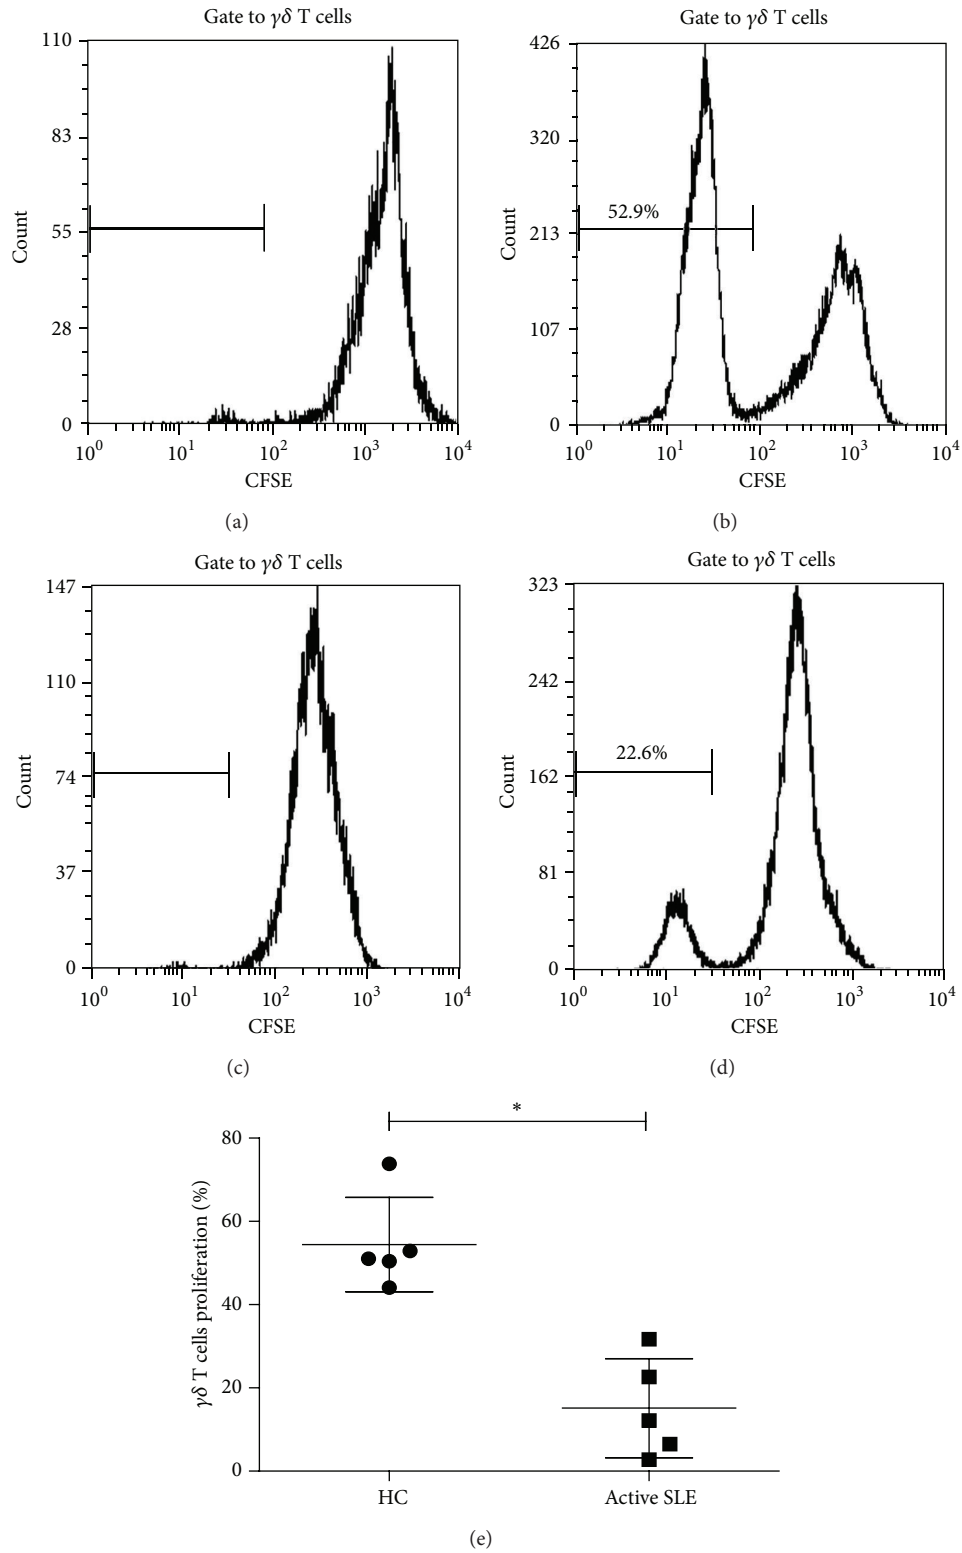 Gate to γδ T cells
110
83
55
28
0
Count
10^0 10^1 10^2 10^3 10^4
CFSE
(a)
Gate to γδ T cells
426
320
213
107
0
Count
52.9%
10^0 10^1 10^2 10^3 10^4
CFSE
(b)
Gate to γδ T cells
147
110
74
37
0
Count
10^0 10^1 10^2 10^3 10^4
CFSE
(c)
Gate to γδ T cells
323
242
162
81
0
Count
22.6%
10^0 10^1 10^2 10^3 10^4
CFSE
(d)
*
80
60
40
20
0
γδ T cells proliferation (%)
HC Active SLE
(e)